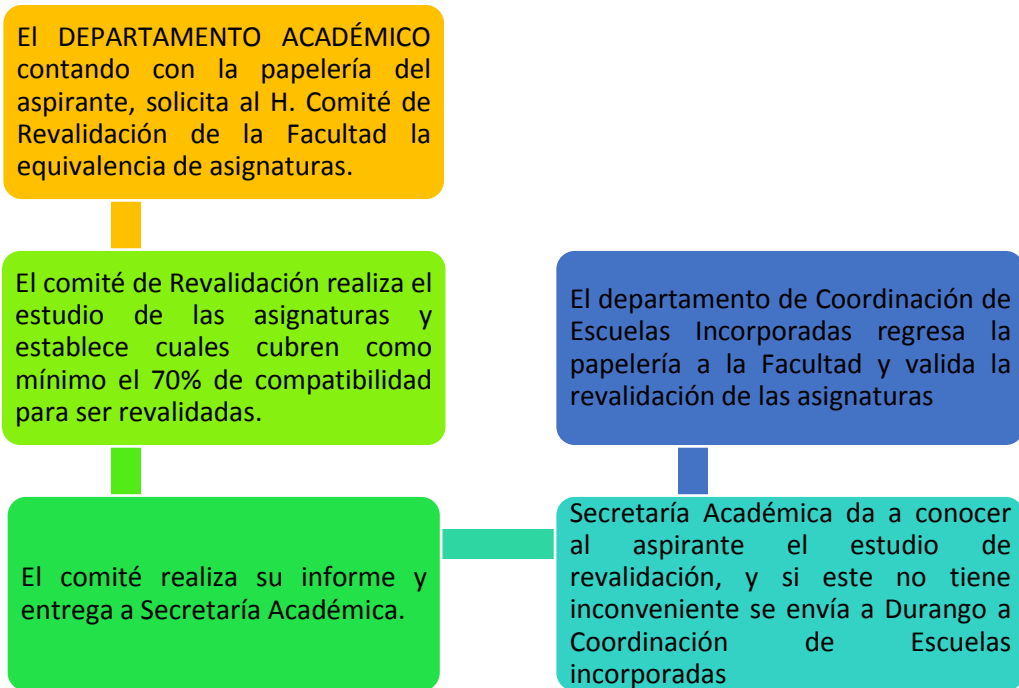 El DEPARTAMENTO ACADÉMICO
contando con la papelería del
aspirante, solicita al H. Comité de
Revalidación de la Facultad la
equivalencia de asignaturas.
El comité de Revalidación realiza el
estudio de las asignaturas y
establece cuales cubren como
mínimo el 70% de compatibilidad
para ser revalidadas.
El comité realiza su informe y
entrega a Secretaría Académica.
Secretaría Académica da a conocer
al aspirante el estudio de
revalidación, y si este no tiene
inconveniente se envía a Durango a
Coordinación de Escuelas
incorporadas
El departamento de Coordinación de
Escuelas Incorporadas regresa la
papelería a la Facultad y valida la
revalidación de las asignaturas